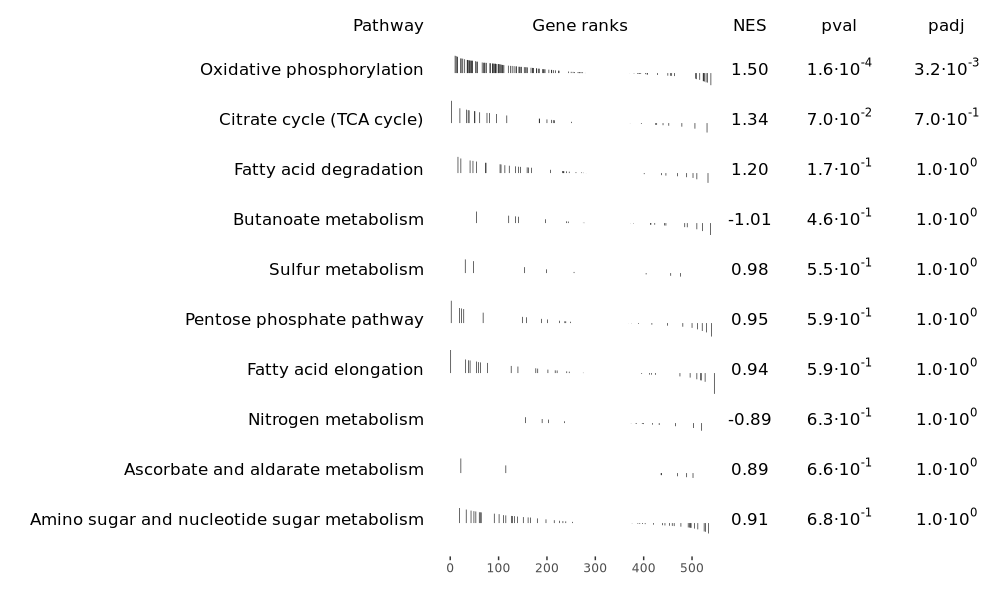 Pathway Gene ranks NES pval padj
Oxidative phosphorylation 1.50 1.6·10⁻⁴ 3.2·10⁻³
Citrate cycle (TCA cycle) 1.34 7.0·10⁻² 7.0·10⁻¹
Fatty acid degradation 1.20 1.7·10⁻¹ 1.0·10⁰
Butanoate metabolism -1.01 4.6·10⁻¹ 1.0·10⁰
Sulfur metabolism 0.98 5.5·10⁻¹ 1.0·10⁰
Pentose phosphate pathway 0.95 5.9·10⁻¹ 1.0·10⁰
Fatty acid elongation 0.94 5.9·10⁻¹ 1.0·10⁰
Nitrogen metabolism -0.89 6.3·10⁻¹ 1.0·10⁰
Ascorbate and aldarate metabolism 0.89 6.6·10⁻¹ 1.0·10⁰
Amino sugar and nucleotide sugar metabolism 0.91 6.8·10⁻¹ 1.0·10⁰
0 100 200 300 400 500